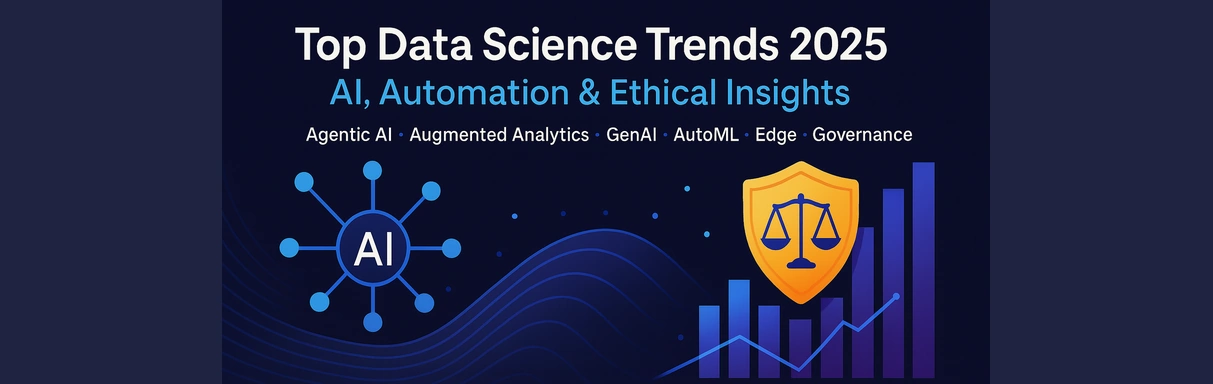 Top Data Science Trends 2025
AI, Automation & Ethical Insights
Agentic AI • Augmented Analytics • GenAI • AutoML • Edge • Governance
AI